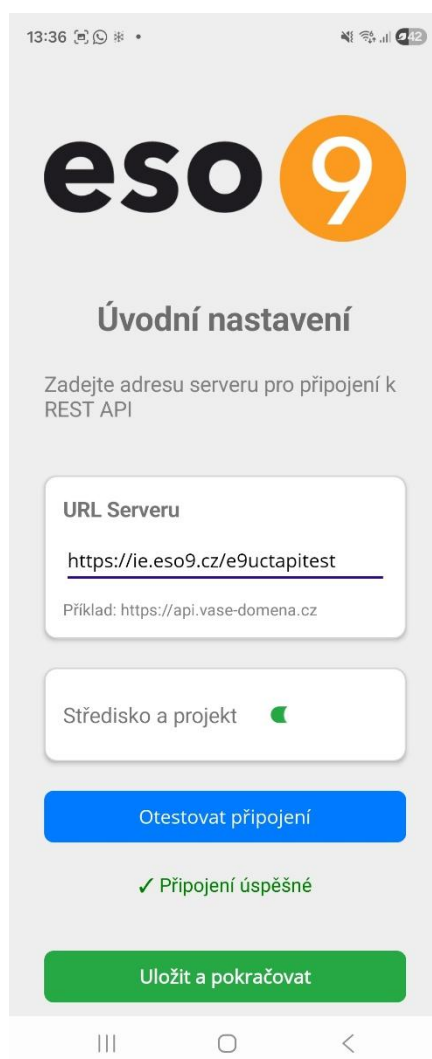 13:36
42
eso9
Úvodní nastavení
Zadejte adresu serveru pro připojení k
REST API
URL Serveru
https://ie.eso9.cz/e9uctapitest
Příklad: https://api.vase-domena.cz
Středisko a projekt
Otestovat připojení
✓ Připojení úspěšné
Uložit a pokračovat